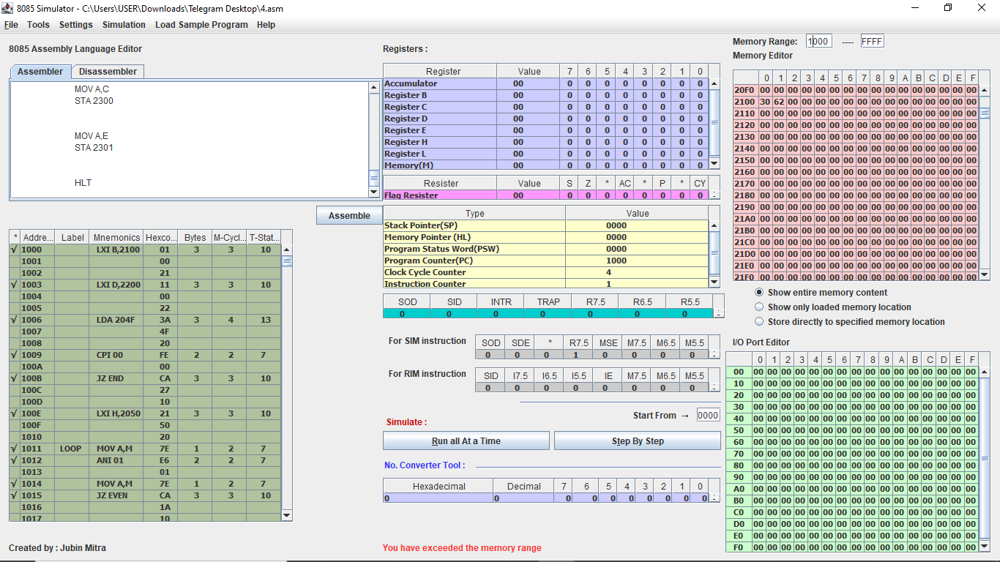 8085 Simulator - C:\Users\USER\Downloads\Telegram Desktop\4.asm
File Tools Settings Simulation Load Sample Program Help
8085 Assembly Language Editor
Assembler Disassembler
MOV A,C
STA 2300
MOV A,E
STA 2301
HLT
Assemble
* Addre... Label Mnemonics Hexco... Bytes M-Cycl... T-Stat...
√ 1000 LXI B,2100 01 3 3 10
1001 00
1002 21
√ 1003 LXI D,2200 11 3 3 10
1004 00
1005 22
√ 1006 LDA 204F 3A 3 4 13
1007 4F
1008 20
√ 1009 CPI 00 FE 2 2 7
100A 00
√ 100B JZ END CA 3 3 10
100C 27
100D 10
√ 100E LXI H,2050 21 3 3 10
100F 50
1010 20
√ 1011 LOOP MOV A,M 7E 1 2 7
√ 1012 ANI 01 E6 2 2 7
1013 01
√ 1014 MOV A,M 7E 1 2 7
√ 1015 JZ EVEN CA 3 3 10
1016 1A
1017 10
Created by : Jubin Mitra
Registers :
Register Value 7 6 5 4 3 2 1 0
Accumulator 00 0 0 0 0 0 0 0 0
Register B 00 0 0 0 0 0 0 0 0
Register C 00 0 0 0 0 0 0 0 0
Register D 00 0 0 0 0 0 0 0 0
Register E 00 0 0 0 0 0 0 0 0
Register H 00 0 0 0 0 0 0 0 0
Register L 00 0 0 0 0 0 0 0 0
Memory(M) 00 0 0 0 0 0 0 0 0
Resister Value S Z * AC * P * CY
Flag Resister 00 0 0 0 0 0 0 0 0
Type Value
Stack Pointer(SP) 0000
Memory Pointer (HL) 0000
Program Status Word(PSW) 0000
Program Counter(PC) 1000
Clock Cycle Counter 4
Instruction Counter 1
SOD SID INTR TRAP R7.5 R6.5 R5.5
0 0 0 0 0 0 0
For SIM instruction
SOD SDE * R7.5 MSE M7.5 M6.5 M5.5
0 0 0 1 0 0 0 0
For RIM instruction
SID I7.5 I6.5 I5.5 IE M7.5 M6.5 M5.5
0 0 0 0 0 0 0 0
Start From → 0000
Simulate :
Run all At a Time Step By Step
No. Converter Tool :
Hexadecimal Decimal 7 6 5 4 3 2 1 0
0 0 0 0 0 0 0 0 0 0
You have exceeded the memory range
Memory Range: 1000 ---- FFFF
Memory Editor
0 1 2 3 4 5 6 7 8 9 A B C D E F
20F0 00 00 00 00 00 00 00 00 00 00 00 00 00 00 00 00
2100 30 62 00 00 00 00 00 00 00 00 00 00 00 00 00 00
2110 00 00 00 00 00 00 00 00 00 00 00 00 00 00 00 00
2120 00 00 00 00 00 00 00 00 00 00 00 00 00 00 00 00
2130 00 00 00 00 00 00 00 00 00 00 00 00 00 00 00 00
2140 00 00 00 00 00 00 00 00 00 00 00 00 00 00 00 00
2150 00 00 00 00 00 00 00 00 00 00 00 00 00 00 00 00
2160 00 00 00 00 00 00 00 00 00 00 00 00 00 00 00 00
2170 00 00 00 00 00 00 00 00 00 00 00 00 00 00 00 00
2180 00 00 00 00 00 00 00 00 00 00 00 00 00 00 00 00
2190 00 00 00 00 00 00 00 00 00 00 00 00 00 00 00 00
21A0 00 00 00 00 00 00 00 00 00 00 00 00 00 00 00 00
21B0 00 00 00 00 00 00 00 00 00 00 00 00 00 00 00 00
21C0 00 00 00 00 00 00 00 00 00 00 00 00 00 00 00 00
21D0 00 00 00 00 00 00 00 00 00 00 00 00 00 00 00 00
21E0 00 00 00 00 00 00 00 00 00 00 00 00 00 00 00 00
21F0 00 00 00 00 00 00 00 00 00 00 00 00 00 00 00 00
Show entire memory content
Show only loaded memory location
Store directly to specified memory location
I/O Port Editor
0 1 2 3 4 5 6 7 8 9 A B C D E F
00 00 00 00 00 00 00 00 00 00 00 00 00 00 00 00 00
10 00 00 00 00 00 00 00 00 00 00 00 00 00 00 00 00
20 00 00 00 00 00 00 00 00 00 00 00 00 00 00 00 00
30 00 00 00 00 00 00 00 00 00 00 00 00 00 00 00 00
40 00 00 00 00 00 00 00 00 00 00 00 00 00 00 00 00
50 00 00 00 00 00 00 00 00 00 00 00 00 00 00 00 00
60 00 00 00 00 00 00 00 00 00 00 00 00 00 00 00 00
70 00 00 00 00 00 00 00 00 00 00 00 00 00 00 00 00
80 00 00 00 00 00 00 00 00 00 00 00 00 00 00 00 00
90 00 00 00 00 00 00 00 00 00 00 00 00 00 00 00 00
A0 00 00 00 00 00 00 00 00 00 00 00 00 00 00 00 00
B0 00 00 00 00 00 00 00 00 00 00 00 00 00 00 00 00
C0 00 00 00 00 00 00 00 00 00 00 00 00 00 00 00 00
D0 00 00 00 00 00 00 00 00 00 00 00 00 00 00 00 00
E0 00 00 00 00 00 00 00 00 00 00 00 00 00 00 00 00
F0 00 00 00 00 00 00 00 00 00 00 00 00 00 00 00 00